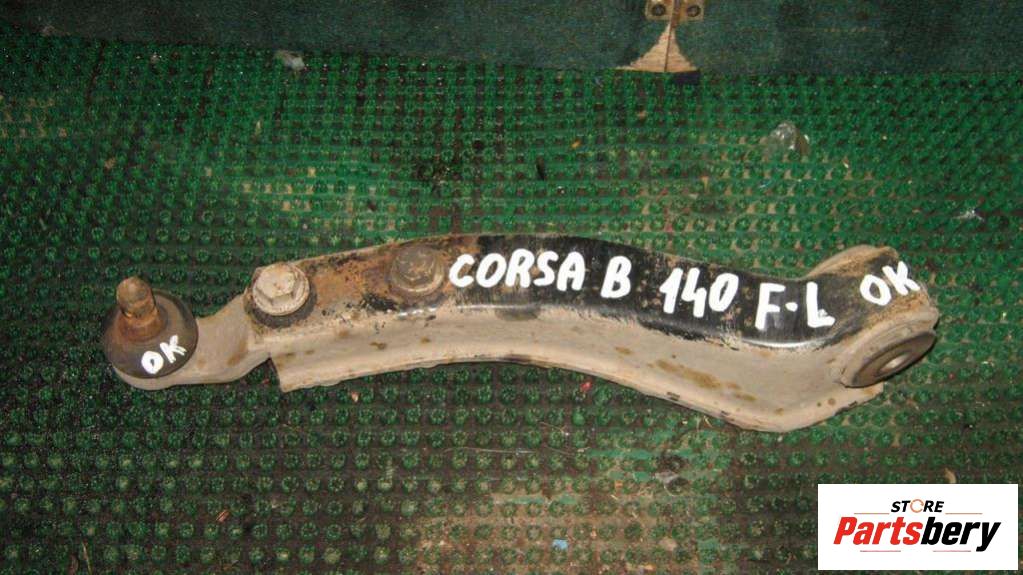 CORSA B 140 F-L OK
OK
STORE
Partsbery